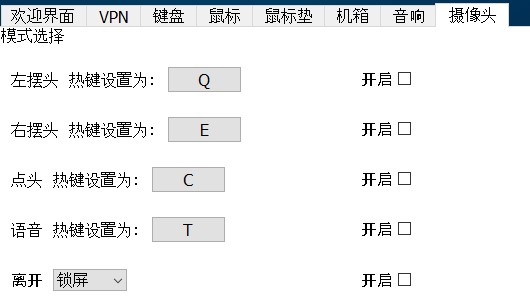 欢迎界面 VPN 键盘 鼠标 鼠标垫 机箱 音响 摄像头
模式选择
左摆头 热键设置为: Q 开启
右摆头 热键设置为: E 开启
点头 热键设置为: C 开启
语音 热键设置为: T 开启
离开 锁屏 开启